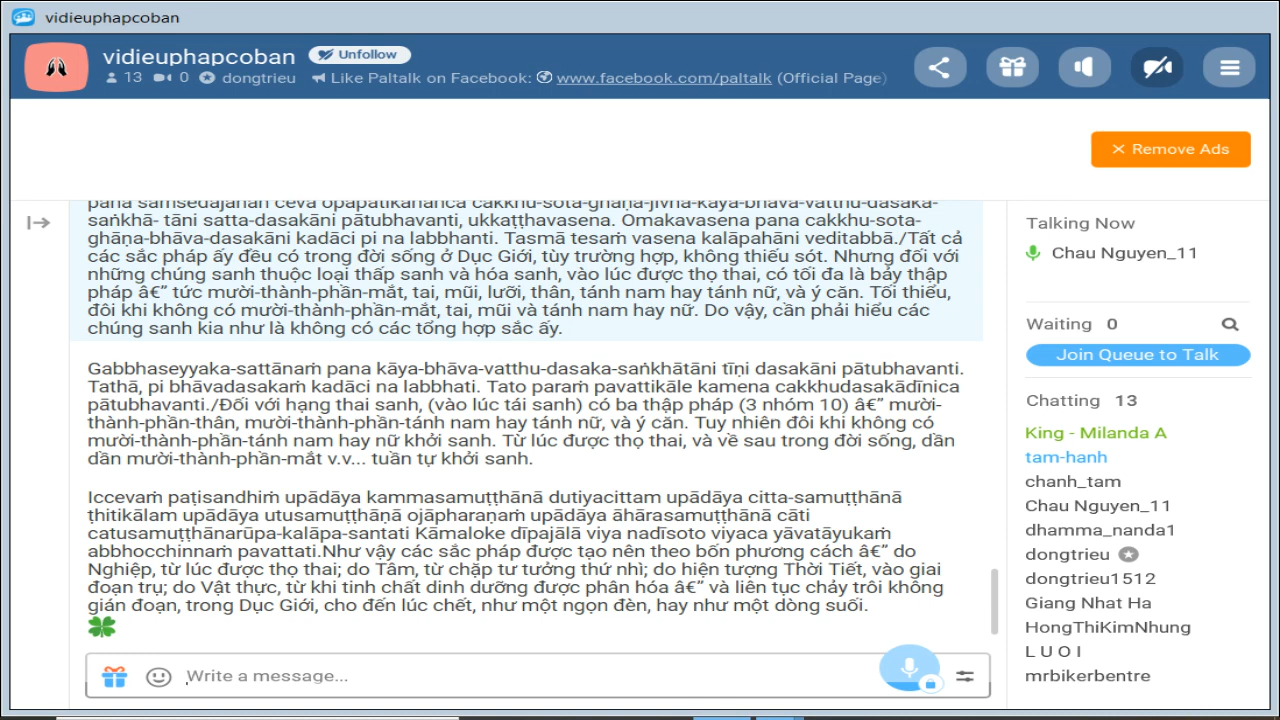 vidieuphapcoban
vidieuphapcoban Unfollow
13 0 dongtrieu Like Paltalk on Facebook: www.facebook.com/paltalk (Official Page)
Remove Ads
pana saṁsedajānañ ceva opapātikānañca cakkhu-sota-ghāṇa-jivhā-kāya-bhāva-vatthu-dasaka-
saṅkhā- tāni satta-dasakāni pātubhavanti, ukkaṭṭhavasena. Omakavasena pana cakkhu-sota-
ghāṇa-bhāva-dasakāni kadāci pi na labbhanti. Tasmā tesaṁ vasena kalāpahāni veditabbā./Tất cả
các sắc pháp ấy đều có trong đời sống ở Dục Giới, tùy trường hợp, không thiếu sót. Nhưng đối với
những chúng sanh thuộc loại thấp sanh và hóa sanh, vào lúc được thọ thai, có tối đa là bảy thập
pháp â€” tức mười-thành-phần-mắt, tai, mũi, lưỡi, thân, tánh nam hay tánh nữ, và ý căn. Tối thiểu,
đôi khi không có mười-thành-phần-mắt, tai, mũi và tánh nam hay nữ. Do vậy, cần phải hiểu các
chúng sanh kia như là không có các tổng hợp sắc ấy.
Gabbhaseyyaka-sattānaṁ pana kāya-bhāva-vatthu-dasaka-saṅkhātāni tīṇi dasakāni pātubhavanti.
Tathā, pi bhāvadasakaṁ kadāci na labbhati. Tato paraṁ pavattikāle kamena cakkhudasakādīnica
pātubhavanti./Đối với hạng thai sanh, (vào lúc tái sanh) có ba thập pháp (3 nhóm 10) â€” mười-
thành-phần-thân, mười-thành-phần-tánh nam hay tánh nữ, và ý căn. Tuy nhiên đôi khi không có
mười-thành-phần-tánh nam hay nữ khởi sanh. Từ lúc được thọ thai, và về sau trong đời sống, dần
dần mười-thành-phần-mắt v.v... tuần tự khởi sanh.
Iccevaṁ paṭisandhiṁ upādāya kammasamuṭṭhānā dutiyacittam upādāya citta-samuṭṭhānā
ṭhitikālam upādāya utusamuṭṭhāṇā ojāpharaṇaṁ upādāya āhārasamuṭṭhānā cāti
catusamuṭṭhānarūpa-kalāpa-santati Kāmaloke dīpajālā viya nadīsoto viyaca yāvatāyukaṁ
abbhocchinnaṁ pavattati.Như vậy các sắc pháp được tạo nên theo bốn phương cách â€” do
Nghiệp, từ lúc được thọ thai; do Tâm, từ chặp tư tưởng thứ nhì; do hiện tượng Thời Tiết, vào giai
đoạn trụ; do Vật thực, từ khi tinh chất dinh dưỡng được phân hóa â€” và liên tục chảy trôi không
gián đoạn, trong Dục Giới, cho đến lúc chết, như một ngọn đèn, hay như một dòng suối.
Write a message...
Talking Now
Chau Nguyen_11
Waiting 0
Join Queue to Talk
Chatting 13
King - Milanda A
tam-hanh
chanh_tam
Chau Nguyen_11
dhamma_nanda1
dongtrieu
dongtrieu1512
Giang Nhat Ha
HongThiKimNhung
L U O I
mrbikerbentre